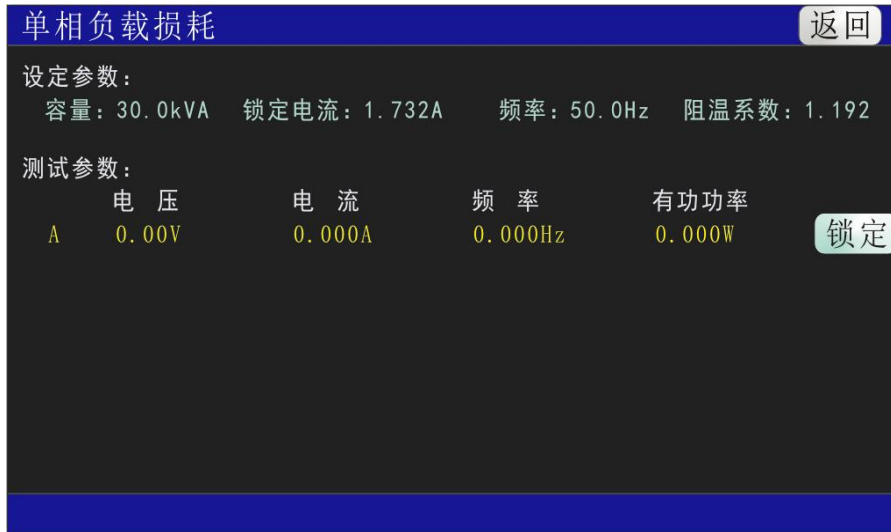 单相负载损耗 返回
设定参数:
容量: 30.0kVA 锁定电流: 1.732A 频率: 50.0Hz 阻温系数: 1.192
测试参数:
电 压 电 流 频 率 有功功率
A 0.00V 0.000A 0.000Hz 0.000W 锁定